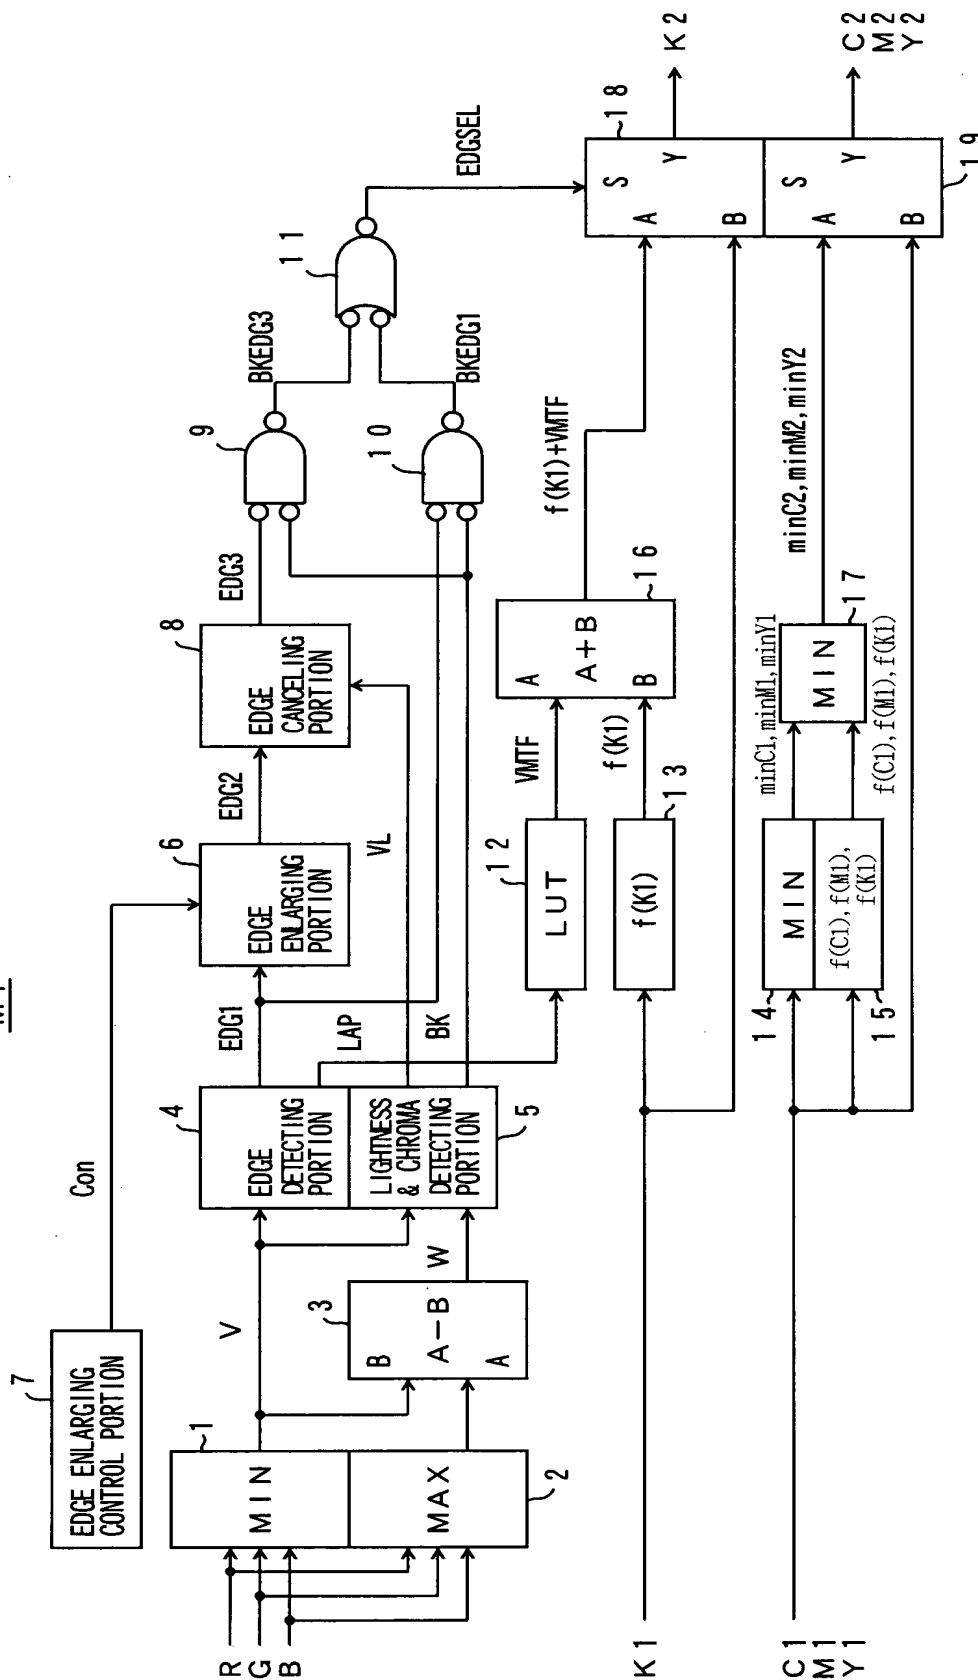 7
EDGE ENLARGING
CONTROL PORTION
Con
R
G
B
MIN
1
MAX
2
V
3
B
A−B
A
W
4
EDGE
DETECTING
PORTION
LIGHTNESS
& CHROMA
DETECTING
PORTION
5
EDG1
LAP
BK
VL
6
EDGE
ENLARGING
PORTION
EDG2
8
EDGE
CANCELING
PORTION
EDG3
9
10
BKEDG3
BKEDG1
11
EDGSEL
12
LUT
VMTF
13
f(K1)
f(K1)
A
A+B
B
16
f(K1)+VMTF
K1
C1
M1
Y1
14
MIN
f(C1),f(M1),
f(K1)
15
minC1,minM1,minY1
f(C1),f(M1),f(K1)
MIN
17
minC2,minM2,minY2
18
S
A
Y
B
S
A
Y
B
19
K2
C2
M2
Y2